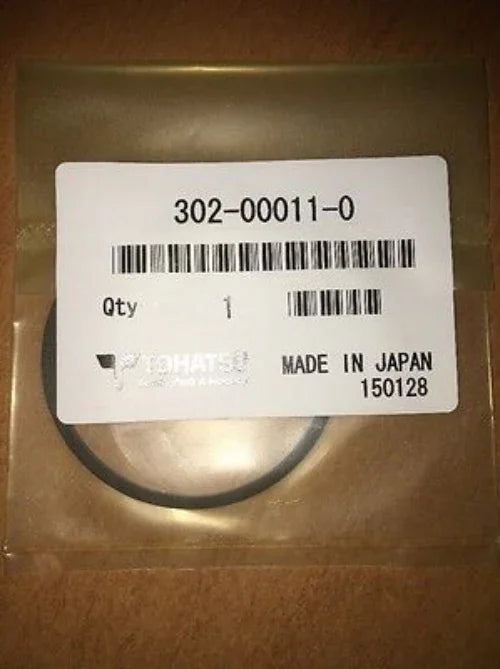 302-00011-0
Qty 1
TOHATSU
MADE IN JAPAN
150128